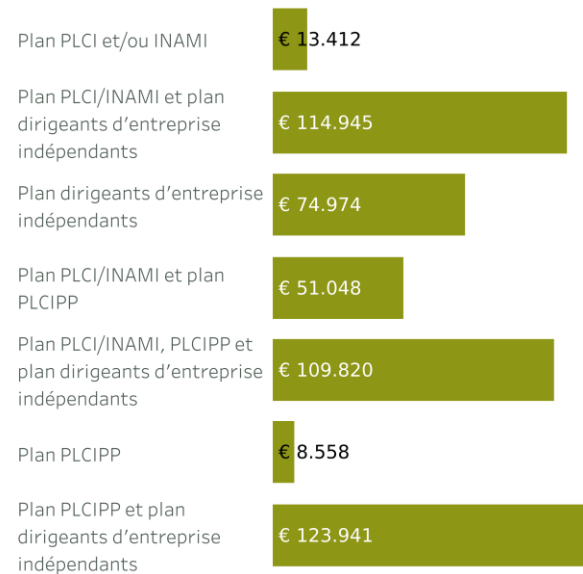 Plan PLCI et/ou INAMI
€ 13.412
Plan PLCI/INAMI et plan
dirigeants d’entreprise
indépendants
€ 114.945
Plan dirigeants d’entreprise
indépendants
€ 74.974
Plan PLCI/INAMI et plan
PLCIPP
€ 51.048
Plan PLCI/INAMI, PLCIPP et
plan dirigeants d’entreprise
indépendants
€ 109.820
Plan PLCIPP
€ 8.558
Plan PLCIPP et plan
dirigeants d’entreprise
indépendants
€ 123.941